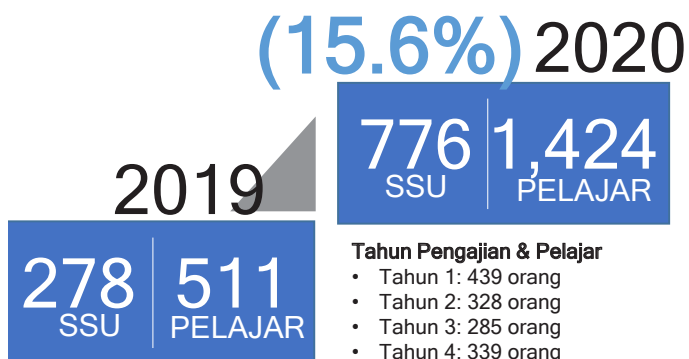 (15.6%) 2020
776 1,424
SSU PELAJAR
2019
278 511
SSU PELAJAR
Tahun Pengajian & Pelajar
• Tahun 1: 439 orang
• Tahun 2: 328 orang
• Tahun 3: 285 orang
• Tahun 4: 339 orang